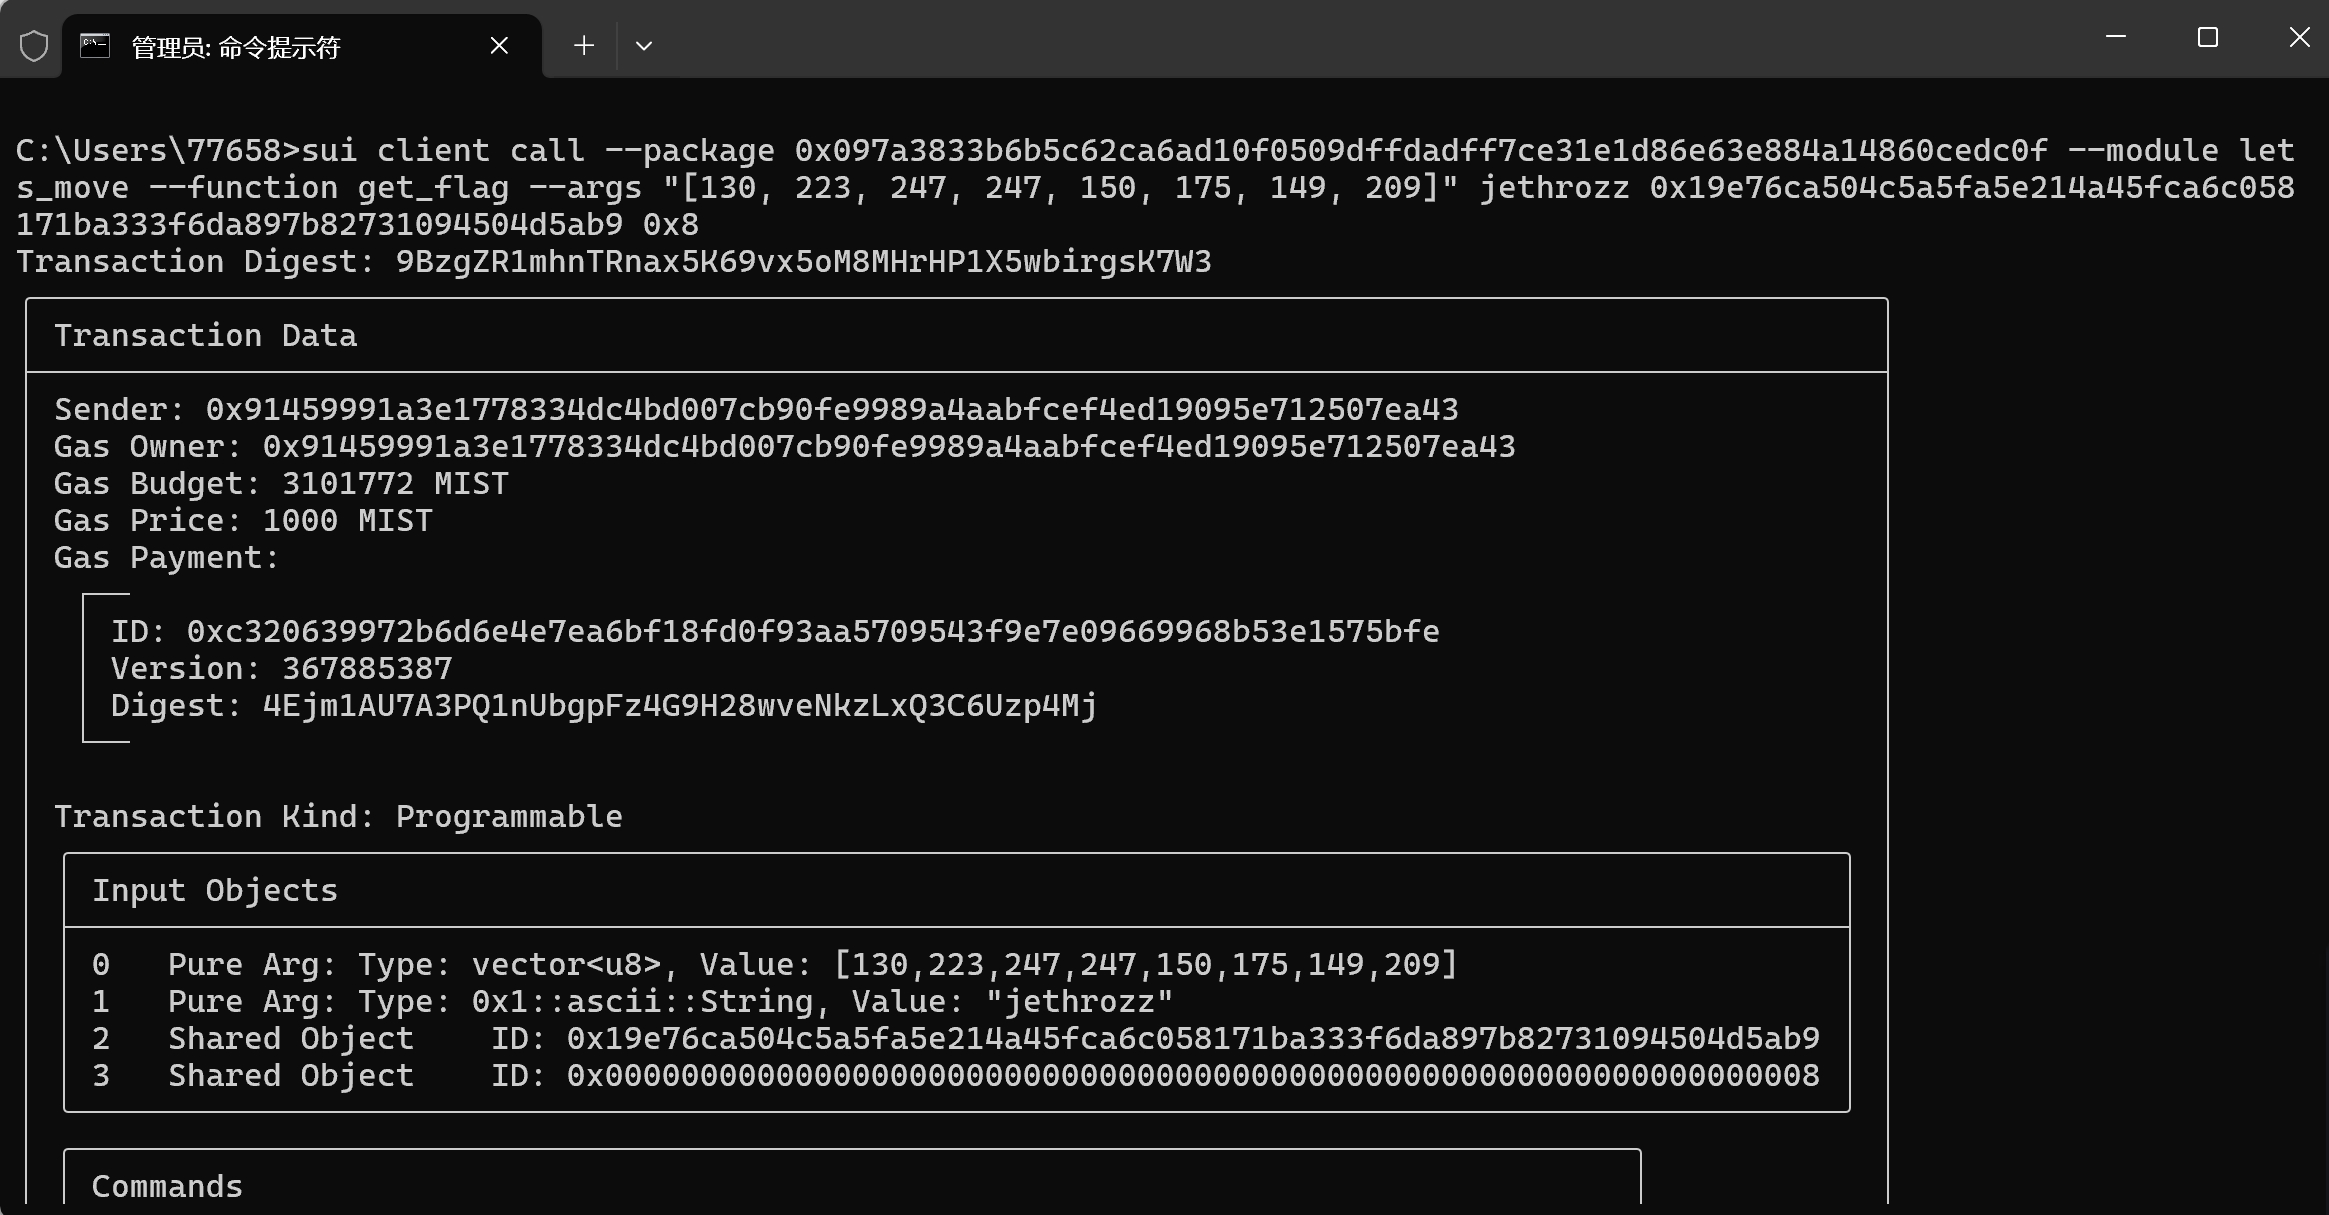 管理员: 命令提示符
C:\Users\77658>sui client call --package 0x097a3833b6b5c62ca6ad10f0509dffdadff7ce31e1d86e63e884a14860cedc0f --module let
s_move --function get_flag --args "[130, 223, 247, 247, 150, 175, 149, 209]" jethrozz 0x19e76ca504c5a5fa5e214a45fca6c058
171ba333f6da897b82731094504d5ab9 0x8
Transaction Digest: 9BzgZR1mhnTRnax5K69vx5oM8MHrHP1X5wbirgsK7W3
Transaction Data
Sender: 0x91459991a3e1778334dc4bd007cb90fe9989a4aabfcef4ed19095e712507ea43
Gas Owner: 0x91459991a3e1778334dc4bd007cb90fe9989a4aabfcef4ed19095e712507ea43
Gas Budget: 3101772 MIST
Gas Price: 1000 MIST
Gas Payment:
ID: 0xc320639972b6d6e4e7ea6bf18fd0f93aa5709543f9e7e09669968b53e1575bfe
Version: 367885387
Digest: 4Ejm1AU7A3PQ1nUbgpFz4G9H28wveNkzLxQ3C6Uzp4Mj
Transaction Kind: Programmable
Input Objects
0 Pure Arg: Type: vector<u8>, Value: [130,223,247,247,150,175,149,209]
1 Pure Arg: Type: 0x1::ascii::String, Value: "jethrozz"
2 Shared Object ID: 0x19e76ca504c5a5fa5e214a45fca6c058171ba333f6da897b82731094504d5ab9
3 Shared Object ID: 0x0000000000000000000000000000000000000000000000000000000000000008
Commands